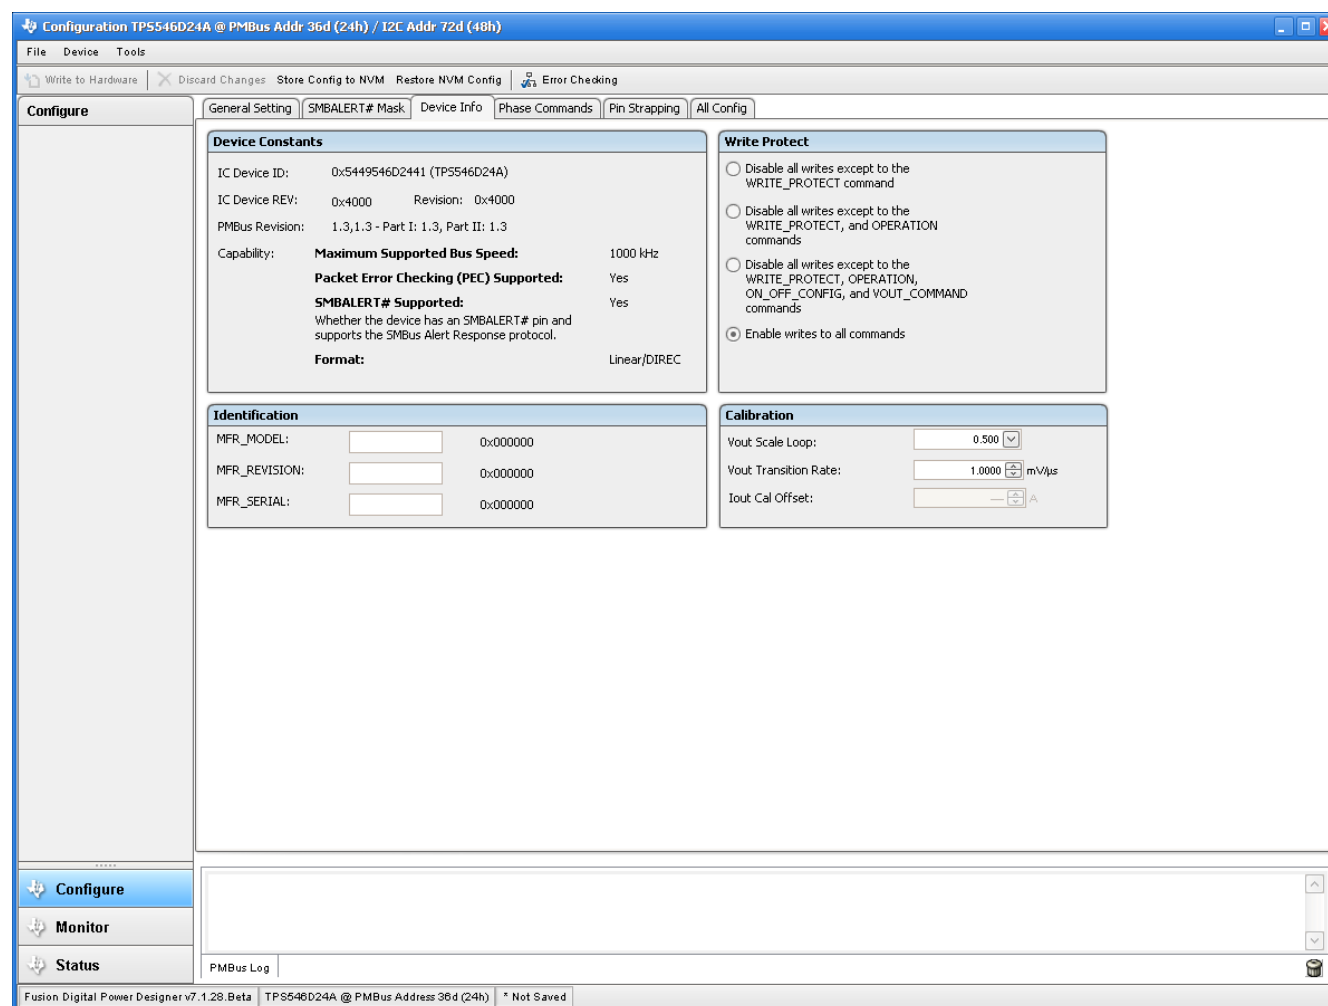 Configuration TPS546D24A @ PMBus Addr 36d (24h) / I2C Addr 72d (48h)
File Device Tools
Write to Hardware Discard Changes Store Config to NVM Restore NVM Config Error Checking
Configure
General Setting SMBALERT# Mask Device Info Phase Commands Pin Strapping All Config
Device Constants
IC Device ID: 0x5449546D2441 (TPS546D24A)
IC Device REV: 0x4000 Revision: 0x4000
PMBus Revision: 1.3,1.3 - Part I: 1.3, Part II: 1.3
Capability: Maximum Supported Bus Speed: 1000 kHz
Packet Error Checking (PEC) Supported: Yes
SMBALERT# Supported: Yes
Whether the device has an SMBALERT# pin and
supports the SMBus Alert Response protocol.
Format: Linear/DIREC
Write Protect
Disable all writes except to the
WRITE_PROTECT command
Disable all writes except to the
WRITE_PROTECT, and OPERATION
commands
Disable all writes except to the
WRITE_PROTECT, OPERATION,
ON_OFF_CONFIG, and VOUT_COMMAND
commands
Enable writes to all commands
Identification
MFR_MODEL: 0x000000
MFR_REVISION: 0x000000
MFR_SERIAL: 0x000000
Calibration
Vout Scale Loop: 0.500
Vout Transition Rate: 1.0000 mV/µs
Iout Cal Offset: — A
Configure
Monitor
Status
PMBus Log
Fusion Digital Power Designer v7.1.28.Beta TPS546D24A @ PMBus Address 36d (24h) * Not Saved